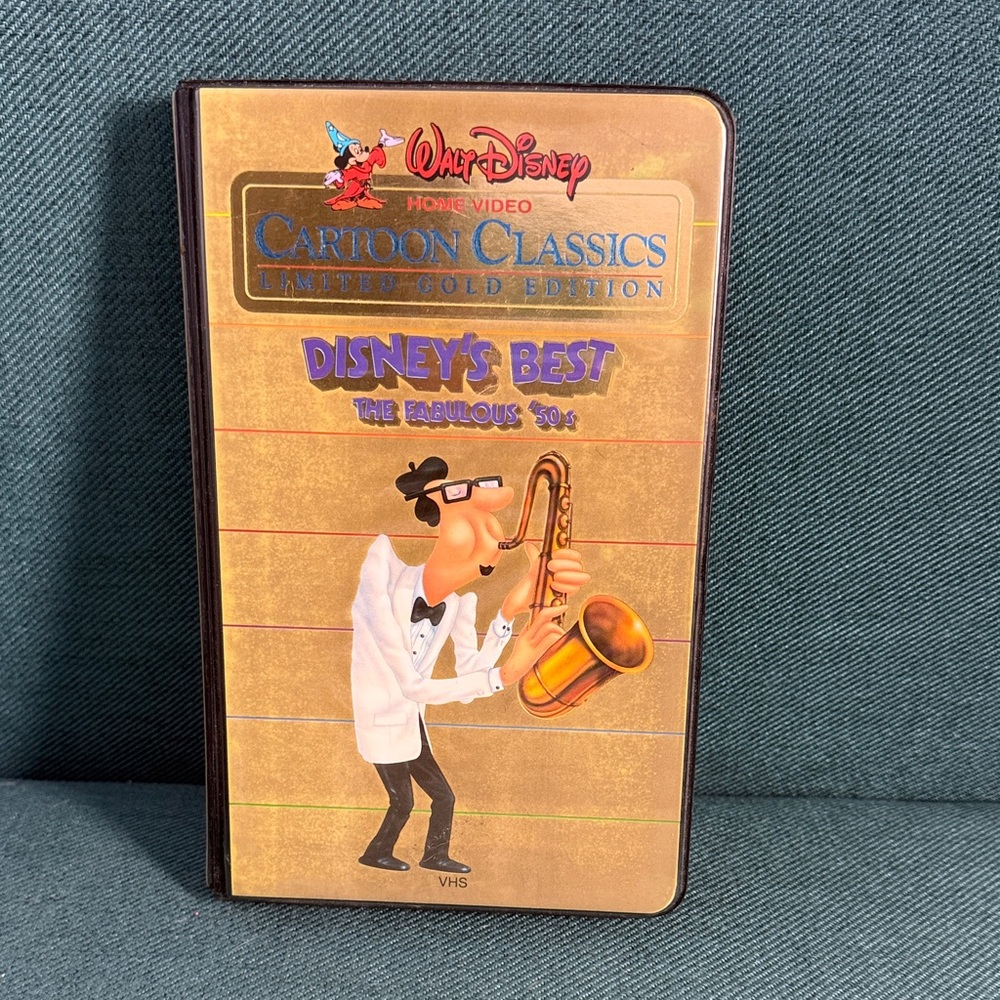 WALT DISNEY
HOME VIDEO
CARTOON CLASSICS
LIMITED GOLD EDITION
DISNEY'S BEST
THE FABULOUS '50s
VHS